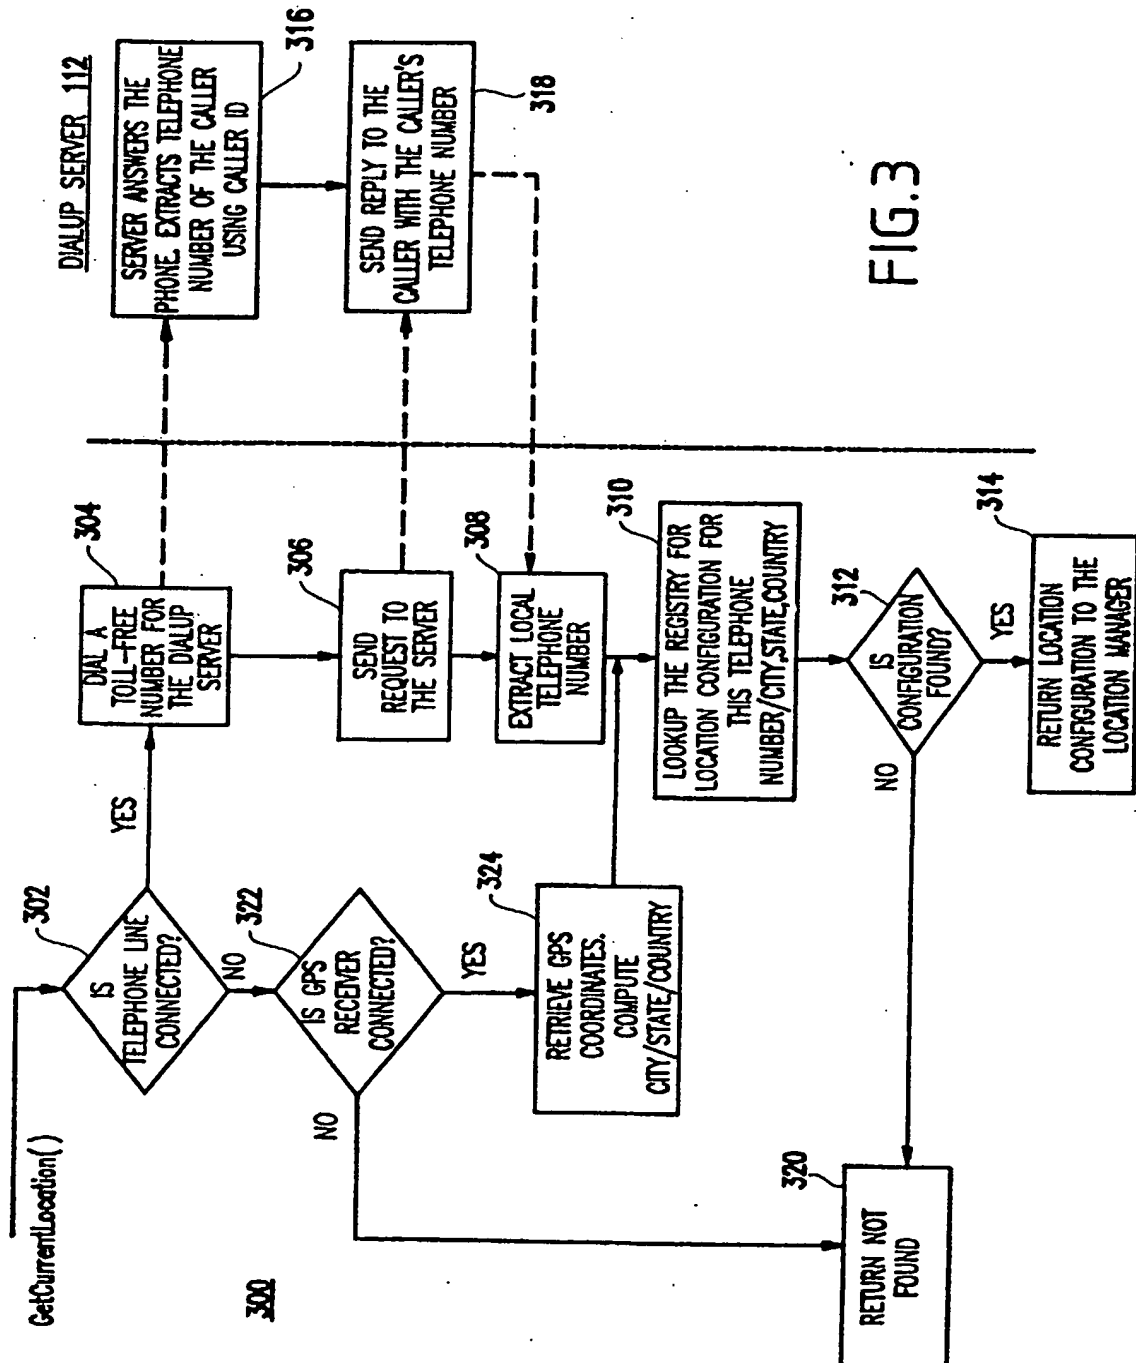 DIALUP SERVER 112
GetCurrentLocation()
300
302
IS
TELEPHONE LINE
CONNECTED?
YES
NO
304
DIAL A
TOLL-FREE
NUMBER FOR
THE DIALUP
SERVER
316
SERVER ANSWERS THE
PHONE. EXTRACTS TELEPHONE
NUMBER OF THE CALLER
USING CALLER ID
322
IS GPS
RECEIVER
CONNECTED?
YES
NO
306
SEND
REQUEST TO
THE SERVER
318
SEND REPLY TO THE
CALLER WITH THE CALLER'S
TELEPHONE NUMBER
308
EXTRACT LOCAL
TELEPHONE
NUMBER
324
RETRIEVE GPS
COORDINATES.
COMPUTE
CITY/STATE/COUNTRY
310
LOOKUP THE REGISTRY FOR
LOCATION CONFIGURATION FOR
THIS TELEPHONE
NUMBER/CITY,STATE,COUNTRY
312
IS
CONFIGURATION
FOUND?
NO
YES
320
RETURN NOT
FOUND
314
RETURN LOCATION
CONFIGURATION TO THE
LOCATION MANAGER
FIG.3